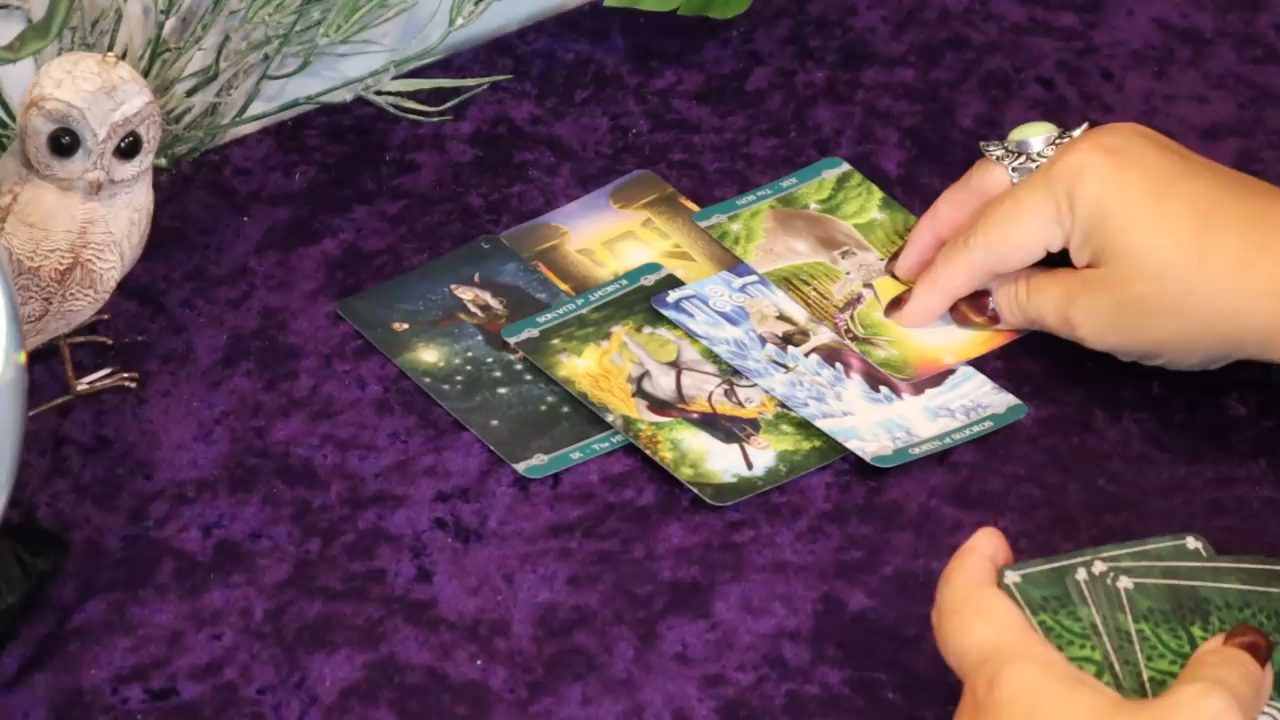 XIX · The SUN
KNIGHT of WANDS
IX · The
QUEEN of SWORDS